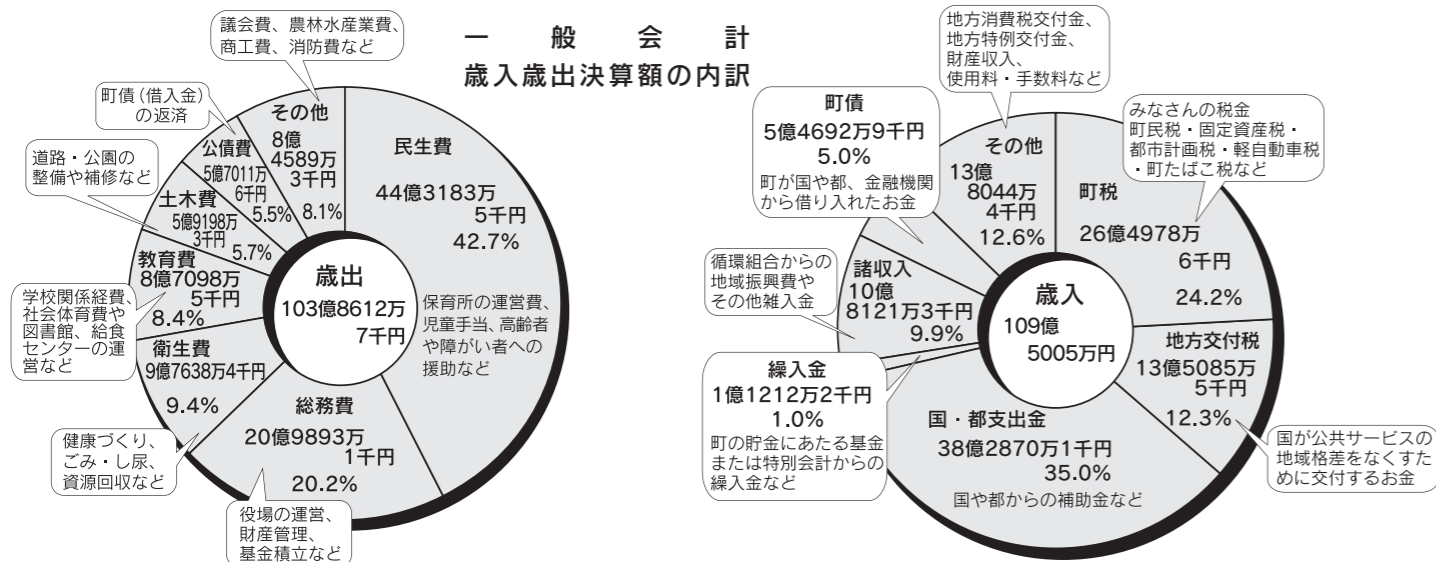 一般会計
歳入歳出決算額の内訳
議会費、農林水産業費、
商工費、消防費など
町債(借入金)
の返済
道路・公園の
整備や補修など
学校関係経費、
社会体育費や
図書館、給食
センターの運
営など
健康づくり、
ごみ・し尿、
資源回収など
役場の運営、
財産管理、
基金積立など
歳出
103億8612万
7千円
民生費
44億3183万
5千円
42.7%
保育所の運営費、
児童手当、高齢者
や障がい者への
援助など
総務費
20億9893万
1千円
20.2%
衛生費
9億7638万4千円
9.4%
教育費
8億7098万
5千円
8.4%
土木費
5億9198万
3千円
5.7%
公債費
5億7011万
6千円
5.5%
その他
8億
4589万
3千円
8.1%
地方消費税交付金、
地方特例交付金、
財産収入、
使用料・手数料など
みなさんの税金
町民税・固定資産税・
都市計画税・軽自動車税
・町たばこ税など
歳入
109億
5005万円
町税
26億4978万
6千円
24.2%
地方交付税
13億5085万
5千円
12.3%
国が公共サービスの
地域格差をなくすた
めに交付するお金
国・都支出金
38億2870万1千円
35.0%
国や都からの補助金など
繰入金
1億1212万2千円
1.0%
町の貯金にあたる基金
または特別会計からの
繰入金など
諸収入
10億
8121万3千円
9.9%
循環組合からの
地域振興費や
その他雑入金
町債
5億4692万9千円
5.0%
町が国や都、金融機関
から借り入れたお金
その他
13億
8044万
4千円
12.6%